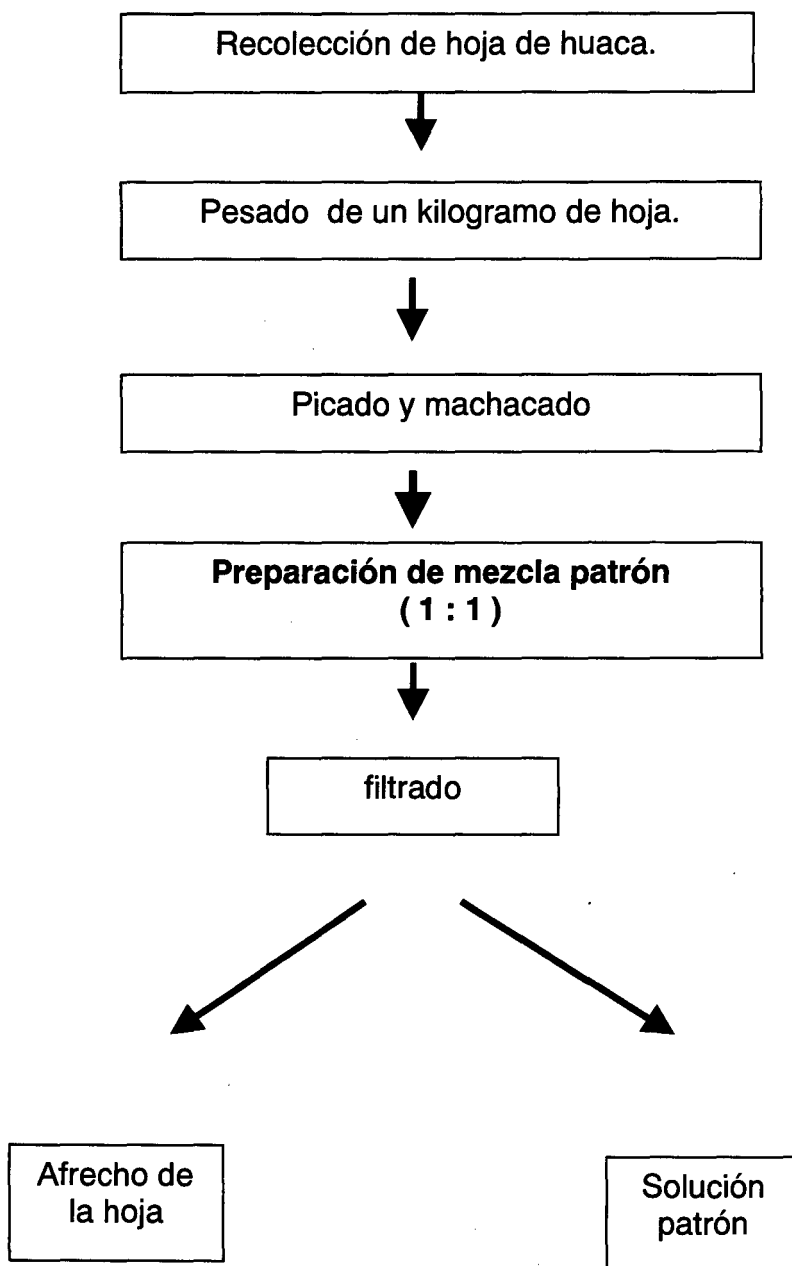 Recolección de hoja de huaca.
Pesado de un kilogramo de hoja.
Picado y machacado
Preparación de mezcla patrón
( 1 : 1 )
filtrado
Afrecho de
la hoja
Solución
patrón